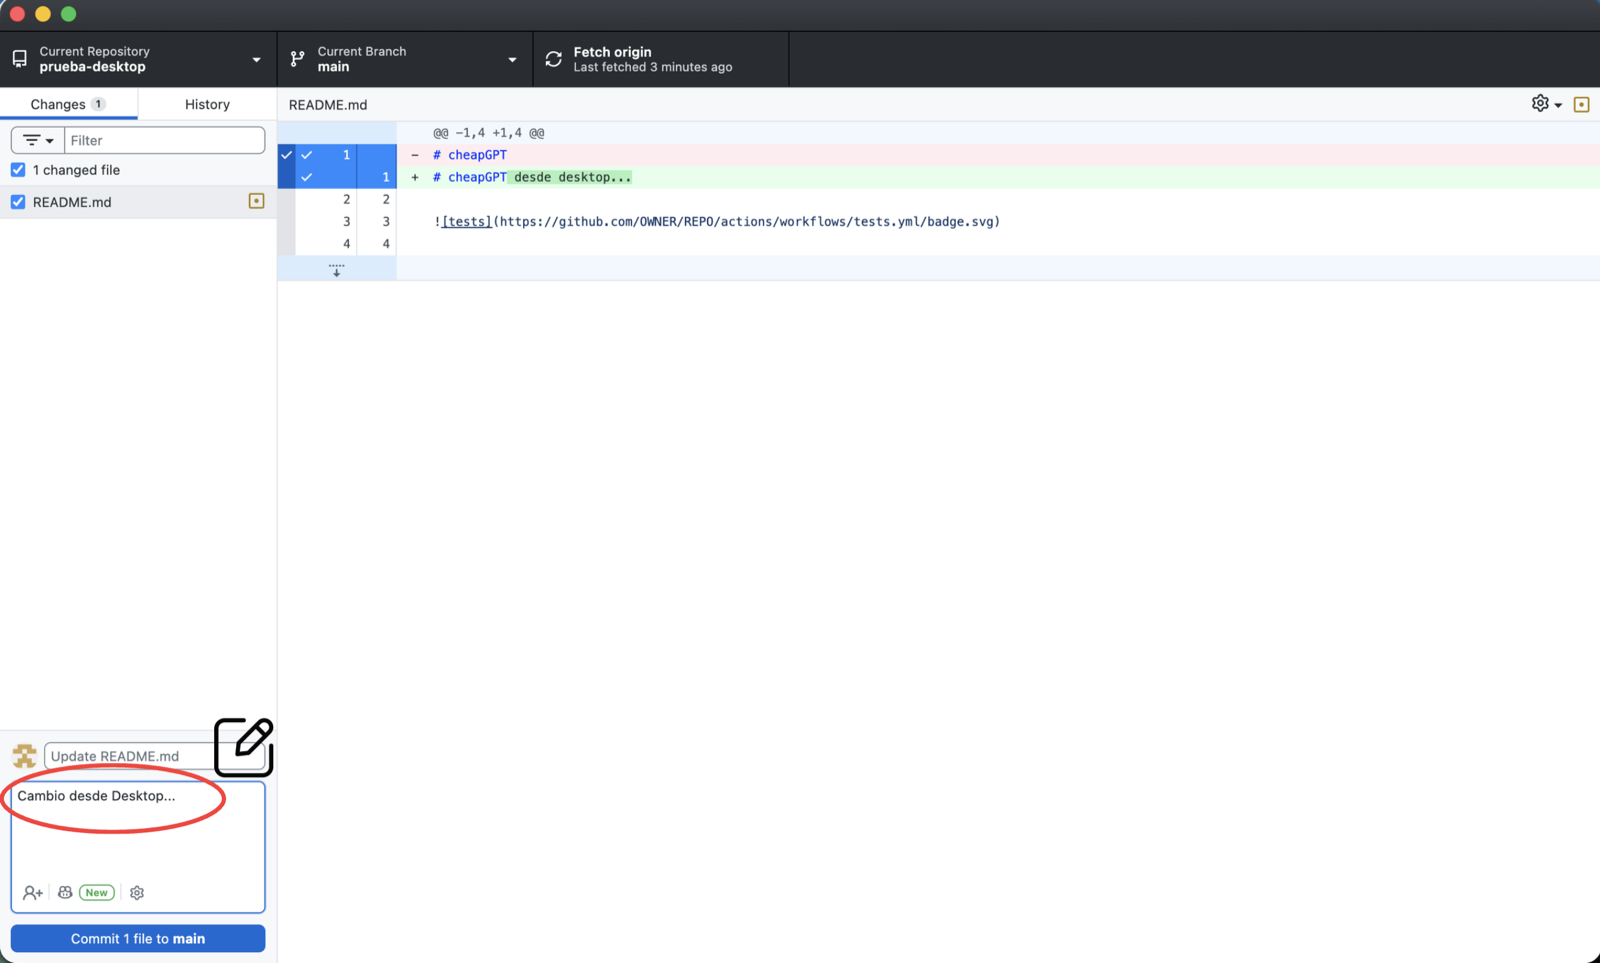 Current Repository
prueba-desktop
Current Branch
main
Fetch origin
Last fetched 3 minutes ago
Changes 1
History
README.md
Filter
1 changed file
README.md
@@ -1,4 +1,4 @@
1 - # cheapGPT
1 + # cheapGPT desde desktop...
2 2
3 3 ![tests](https://github.com/OWNER/REPO/actions/workflows/tests.yml/badge.svg)
4 4
Update README.md
Cambio desde Desktop...
New
Commit 1 file to main